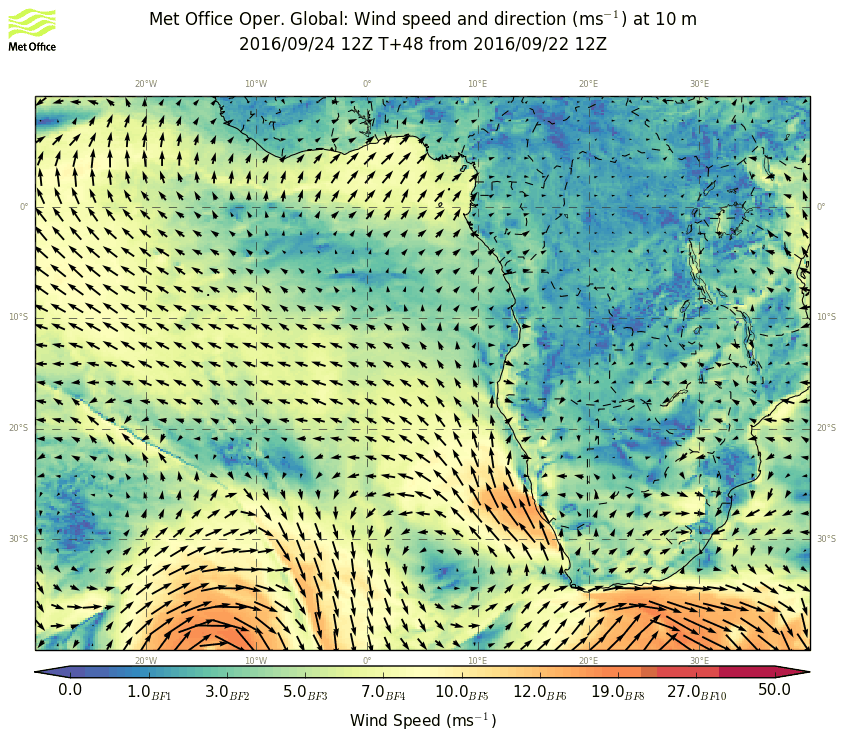 Met Office
Met Office Oper. Global: Wind speed and direction (ms⁻¹) at 10 m
2016/09/24 12Z T+48 from 2016/09/22 12Z
20°W 10°W 0° 10°E 20°E 30°E
0° 0°
10°S 10°S
20°S 20°S
30°S 30°S
20°W 10°W 0° 10°E 20°E 30°E
0.0 1.0BF1 3.0BF2 5.0BF3 7.0BF4 10.0BF5 12.0BF6 19.0BF8 27.0BF10 50.0
Wind Speed (ms⁻¹)